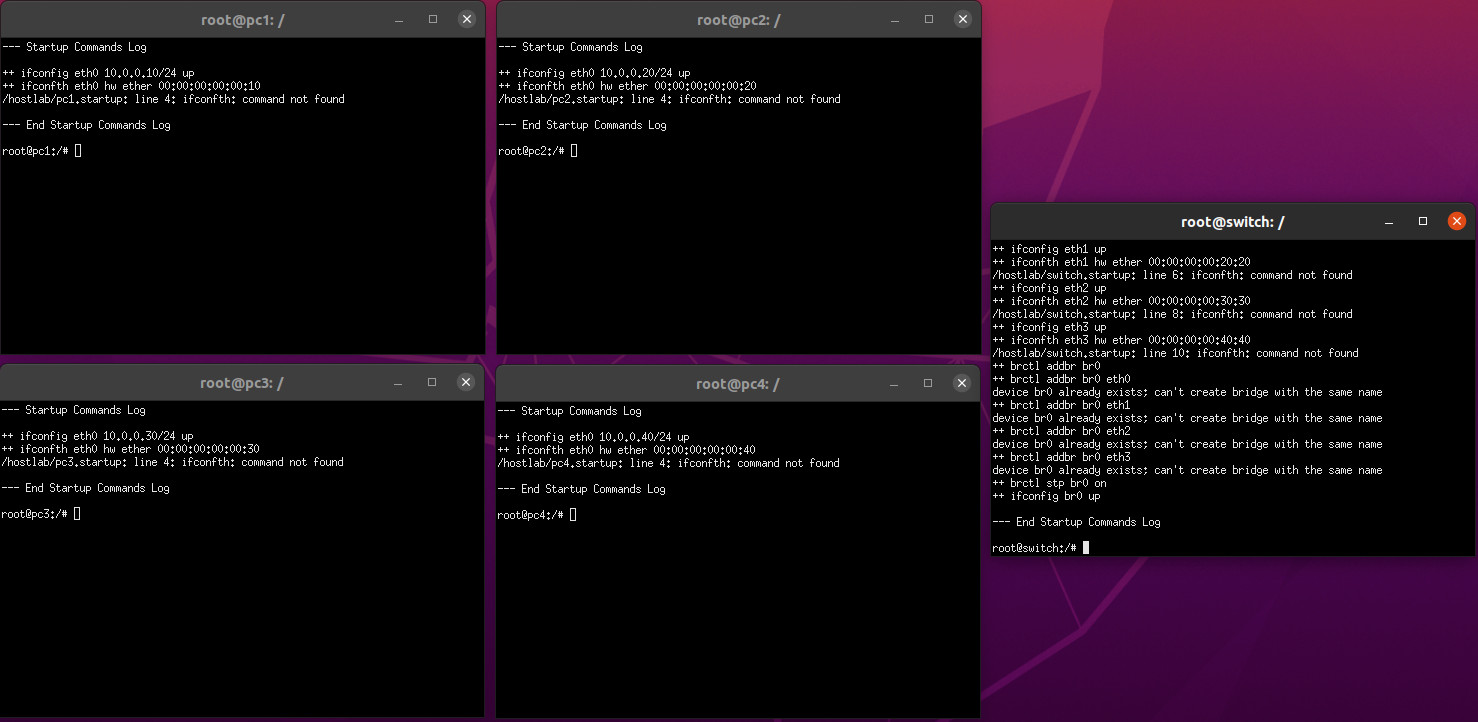 root@pc1: /
--- Startup Commands Log
++ ifconfig eth0 10.0.0.10/24 up
++ ifconfth eth0 hw ether 00:00:00:00:00:10
/hostlab/pc1.startup: line 4: ifconfth: command not found
--- End Startup Commands Log
root@pc1:/#
root@pc2: /
--- Startup Commands Log
++ ifconfig eth0 10.0.0.20/24 up
++ ifconfth eth0 hw ether 00:00:00:00:00:20
/hostlab/pc2.startup: line 4: ifconfth: command not found
--- End Startup Commands Log
root@pc2:/#
root@pc3: /
--- Startup Commands Log
++ ifconfig eth0 10.0.0.30/24 up
++ ifconfth eth0 hw ether 00:00:00:00:00:30
/hostlab/pc3.startup: line 4: ifconfth: command not found
--- End Startup Commands Log
root@pc3:/#
root@pc4: /
--- Startup Commands Log
++ ifconfig eth0 10.0.0.40/24 up
++ ifconfth eth0 hw ether 00:00:00:00:00:40
/hostlab/pc4.startup: line 4: ifconfth: command not found
--- End Startup Commands Log
root@pc4:/#
root@switch: /
++ ifconfig eth1 up
++ ifconfth eth1 hw ether 00:00:00:00:20:20
/hostlab/switch.startup: line 6: ifconfth: command not found
++ ifconfig eth2 up
++ ifconfth eth2 hw ether 00:00:00:00:30:30
/hostlab/switch.startup: line 8: ifconfth: command not found
++ ifconfig eth3 up
++ ifconfth eth3 hw ether 00:00:00:00:40:40
/hostlab/switch.startup: line 10: ifconfth: command not found
++ brctl addbr br0
++ brctl addbr br0 eth0
device br0 already exists; can't create bridge with the same name
++ brctl addbr br0 eth1
device br0 already exists; can't create bridge with the same name
++ brctl addbr br0 eth2
device br0 already exists; can't create bridge with the same name
++ brctl addbr br0 eth3
device br0 already exists; can't create bridge with the same name
++ brctl stp br0 on
++ ifconfig br0 up
--- End Startup Commands Log
root@switch:/#